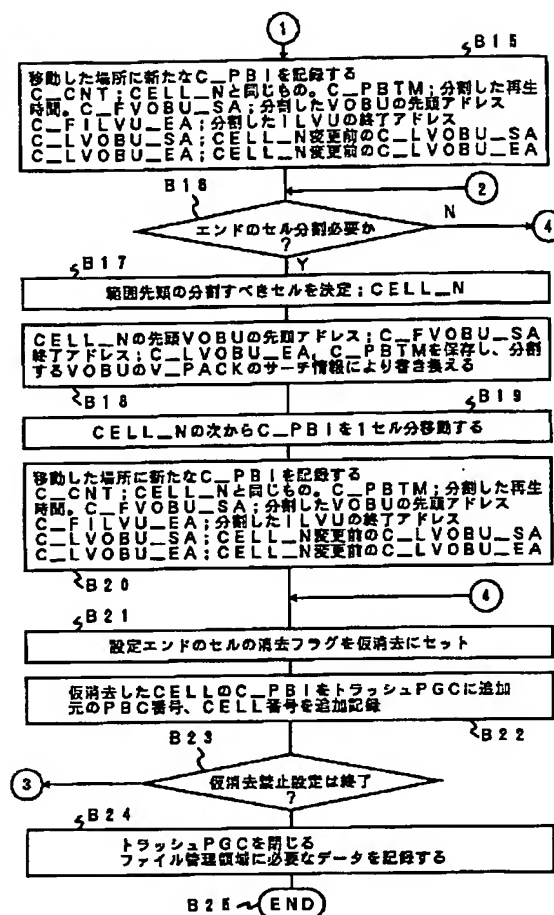 ①
B15
移動した場所に新たなC_PBIを記録する
C_CNT;CELL_Nと同じもの。C_PBTM;分割した再生
時間。C_FVOBU_SA;分割したVOBUの先頭アドレス
C_FILVU_EA;分割したILVUの終了アドレス
C_LVOBU_SA;CELL_N変更前のC_LVOBU_SA
C_LVOBU_EA;CELL_N変更前のC_LVOBU_EA
②
B16
エンドのセル分割必要か
?
N
④
Y
B17
範囲先頭の分割すべきセルを決定;CELL_N
CELL_Nの先頭VOBUの先頭アドレス;C_FVOBU_SA
終了アドレス;C_LVOBU_EA,C_PBTMを保存し、分割
するVOBUのV_PACKのサーチ情報により書き換える
B18
B19
CELL_Nの次からC_PBIを1セル分移動する
移動した場所に新たなC_PBIを記録する
C_CNT;CELL_Nと同じもの。C_PBTM;分割した再生
時間。C_FVOBU_SA;分割したVOBUの先頭アドレス
C_FILVU_EA;分割したILVUの終了アドレス
C_LVOBU_SA;CELL_N変更前のC_LVOBU_SA
C_LVOBU_EA;CELL_N変更前のC_LVOBU_EA
B20
④
B21
設定エンドのセルの消去フラグを仮消去にセット
仮消去したCELLのC_PBIをトラッシュPGCに追加
元のPBC番号、CELL番号を追加記録
B22
B23
③
仮消去禁止設定は終了
?
B24
トラッシュPGCを閉じる
ファイル管理領域に必要なデータを記録する
B25
END